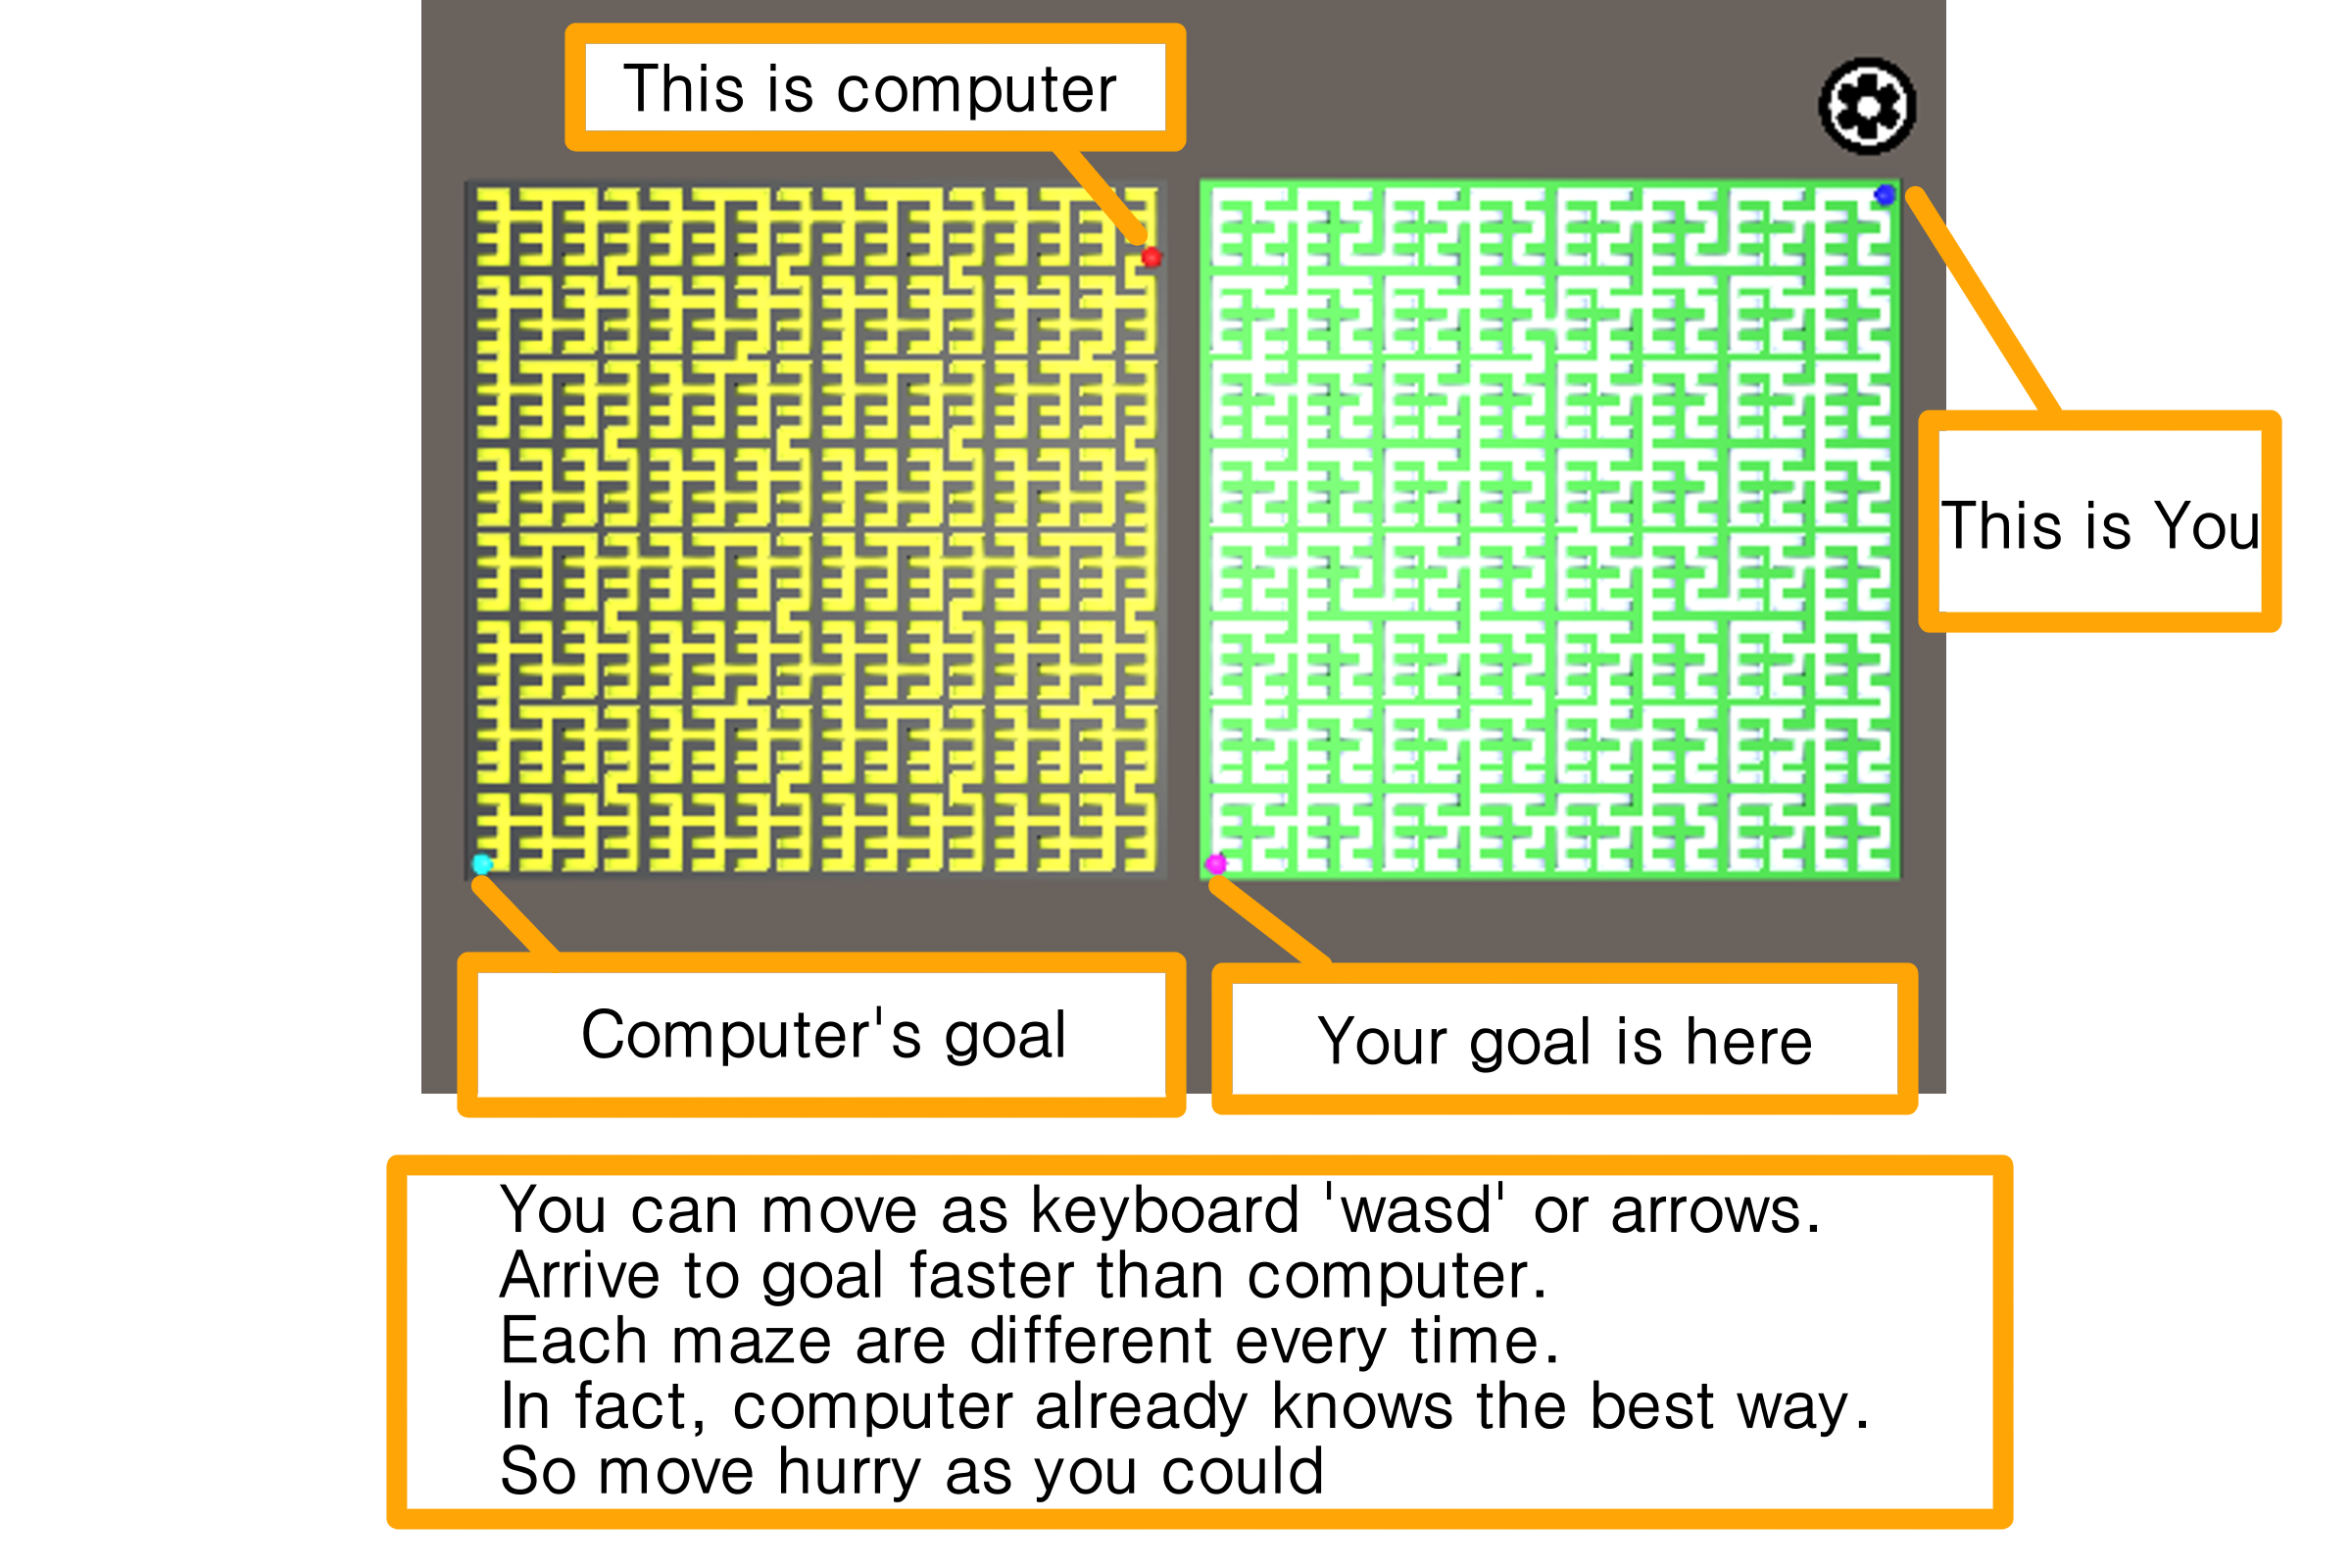 This is computer
This is You
Computer's goal
Your goal is here
You can move as keyboard 'wasd' or arrows.
Arrive to goal faster than computer.
Each maze are different every time.
In fact, computer already knows the best way.
So move hurry as you could